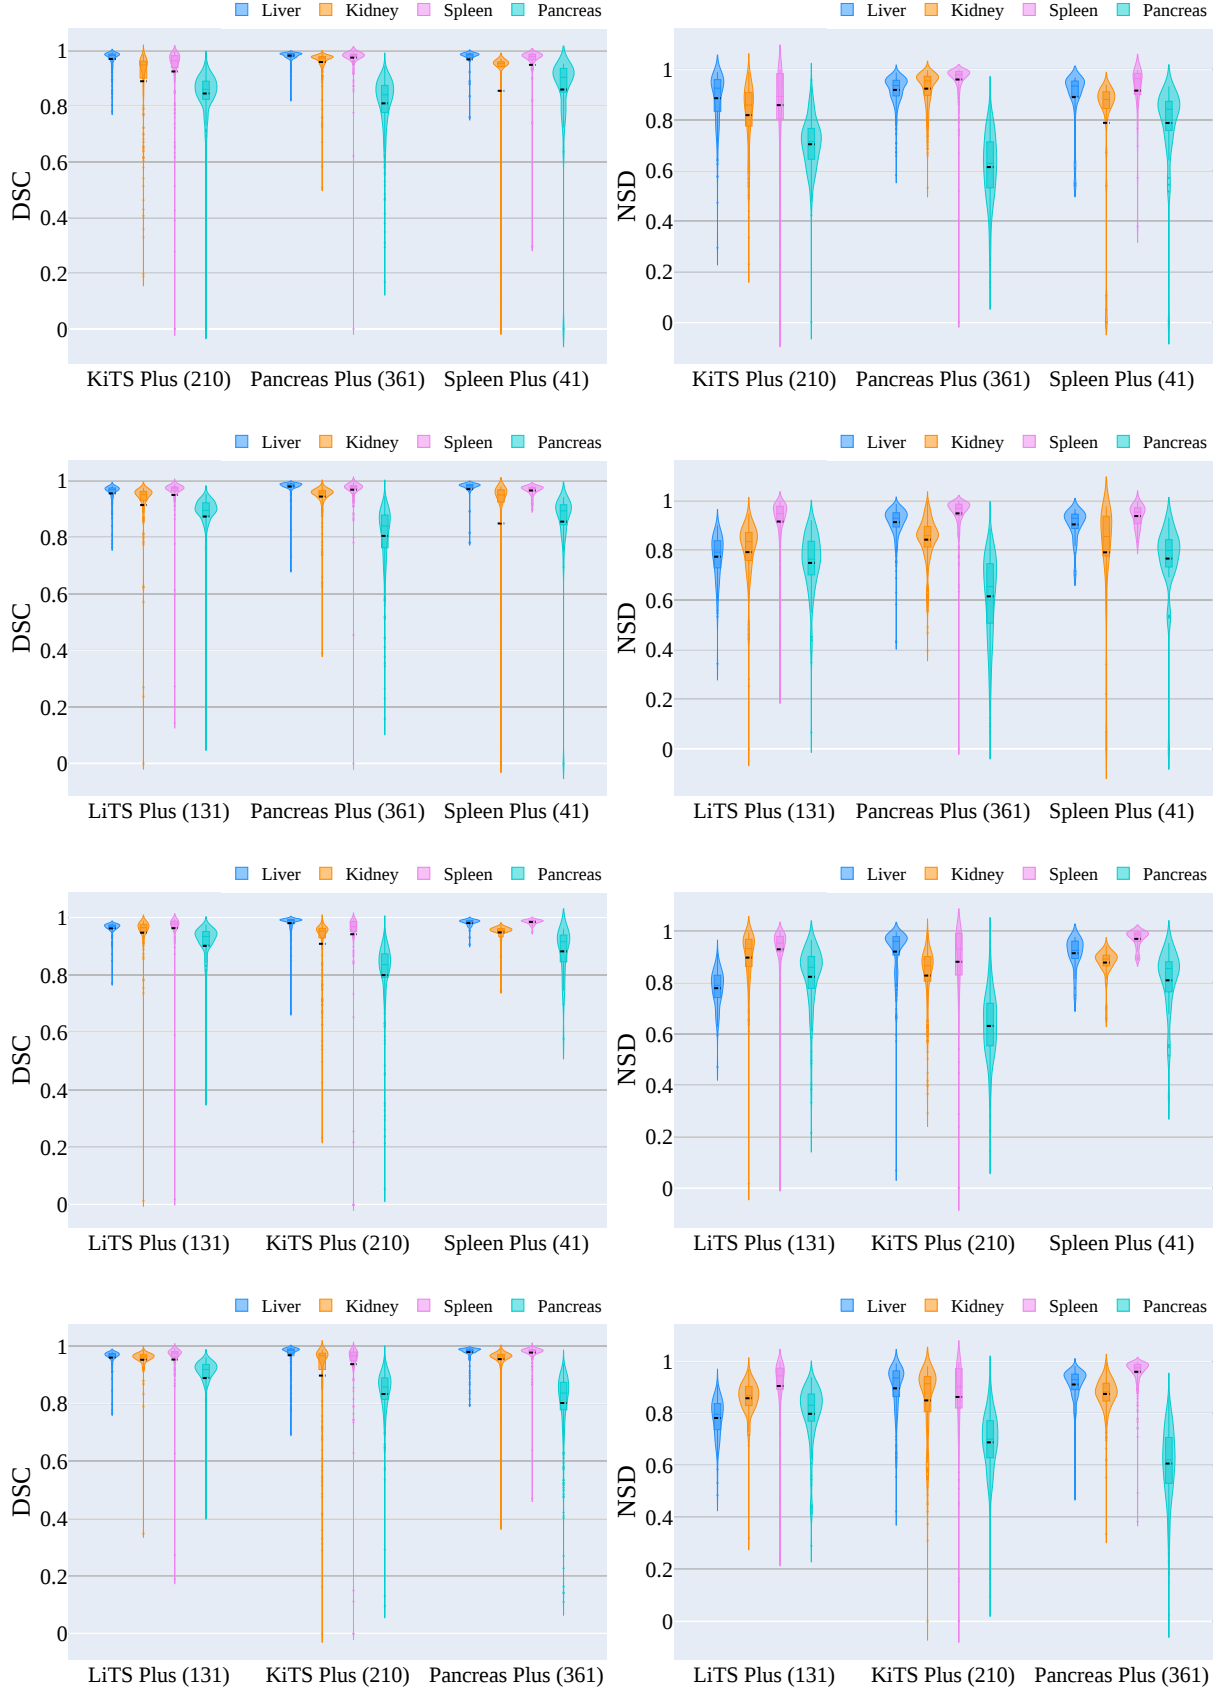 Liver Kidney Spleen Pancreas
DSC
1
0.8
0.6
0.4
0.2
0
KiTS Plus (210) Pancreas Plus (361) Spleen Plus (41)
Liver Kidney Spleen Pancreas
NSD
1
0.8
0.6
0.4
0.2
0
KiTS Plus (210) Pancreas Plus (361) Spleen Plus (41)
Liver Kidney Spleen Pancreas
DSC
1
0.8
0.6
0.4
0.2
0
LiTS Plus (131) Pancreas Plus (361) Spleen Plus (41)
Liver Kidney Spleen Pancreas
NSD
1
0.8
0.6
0.4
0.2
0
LiTS Plus (131) Pancreas Plus (361) Spleen Plus (41)
Liver Kidney Spleen Pancreas
DSC
1
0.8
0.6
0.4
0.2
0
LiTS Plus (131) KiTS Plus (210) Spleen Plus (41)
Liver Kidney Spleen Pancreas
NSD
1
0.8
0.6
0.4
0.2
0
LiTS Plus (131) KiTS Plus (210) Spleen Plus (41)
Liver Kidney Spleen Pancreas
DSC
1
0.8
0.6
0.4
0.2
0
LiTS Plus (131) KiTS Plus (210) Pancreas Plus (361)
Liver Kidney Spleen Pancreas
NSD
1
0.8
0.6
0.4
0.2
0
LiTS Plus (131) KiTS Plus (210) Pancreas Plus (361)